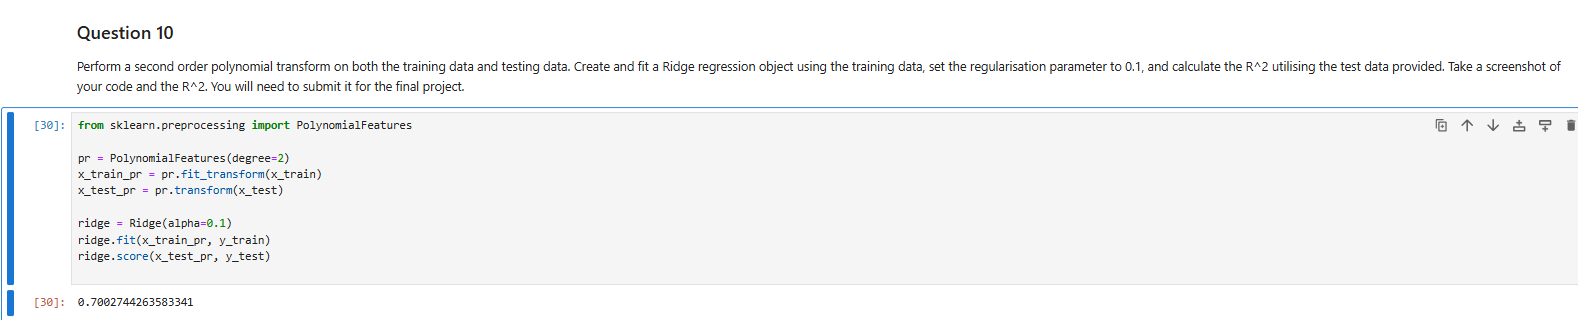 Question 10
Perform a second order polynomial transform on both the training data and testing data. Create and fit a Ridge regression object using the training data, set the regularisation parameter to 0.1, and calculate the R^2 utilising the test data provided. Take a screenshot of
your code and the R^2. You will need to submit it for the final project.
[30]: from sklearn.preprocessing import PolynomialFeatures
pr = PolynomialFeatures(degree=2)
x_train_pr = pr.fit_transform(x_train)
x_test_pr = pr.transform(x_test)
ridge = Ridge(alpha=0.1)
ridge.fit(x_train_pr, y_train)
ridge.score(x_test_pr, y_test)
[30]: 0.7002744263583341